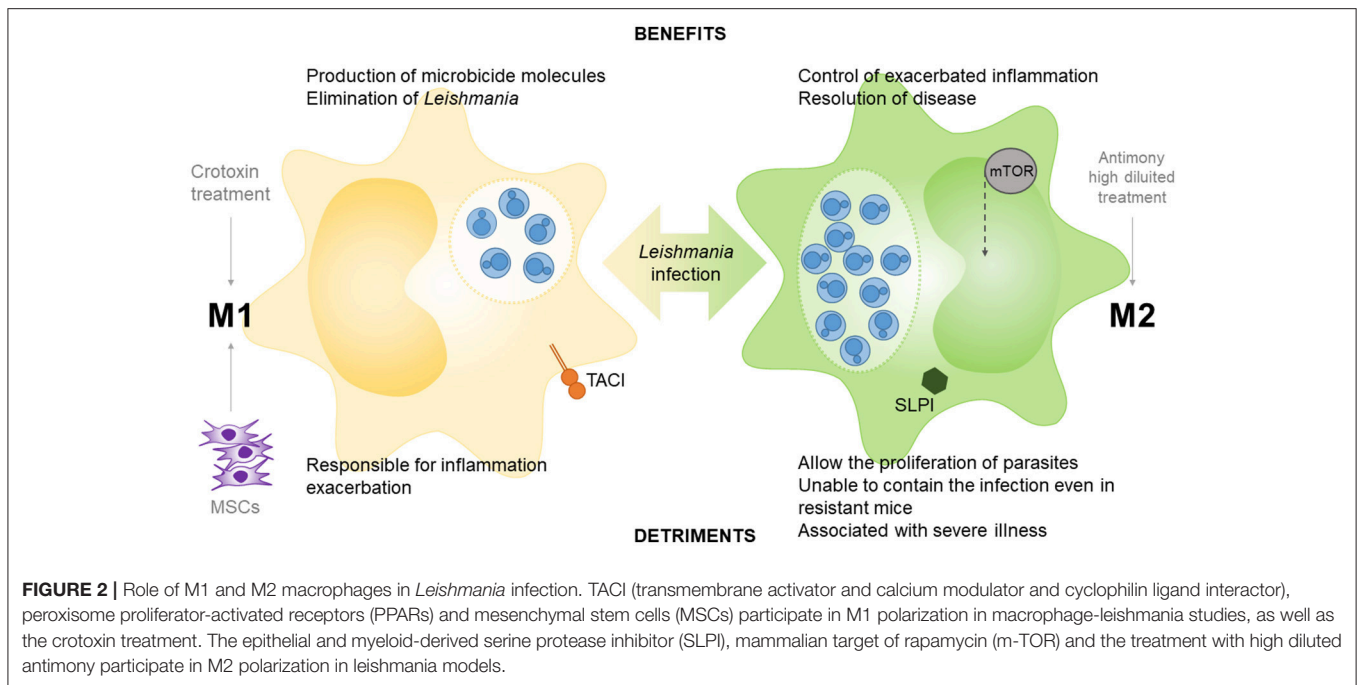 BENEFITS
Production of microbicide molecules
Elimination of Leishmania
Control of exacerbated inflammation
Resolution of disease
Crotoxin
treatment
M1
MSCs
TACI
Leishmania
infection
mTOR
Antimony
high diluted
treatment
M2
SLPI
Responsible for inflammation
exacerbation
Allow the proliferation of parasites
Unable to contain the infection even in
resistant mice
Associated with severe illness
DETRIMENTS
FIGURE 2 | Role of M1 and M2 macrophages in Leishmania infection. TACI (transmembrane activator and calcium modulator and cyclophilin ligand interactor),
peroxisome proliferator-activated receptors (PPARs) and mesenchymal stem cells (MSCs) participate in M1 polarization in macrophage-leishmania studies, as well as
the crotoxin treatment. The epithelial and myeloid-derived serine protease inhibitor (SLPI), mammalian target of rapamycin (m-TOR) and the treatment with high diluted
antimony participate in M2 polarization in leishmania models.